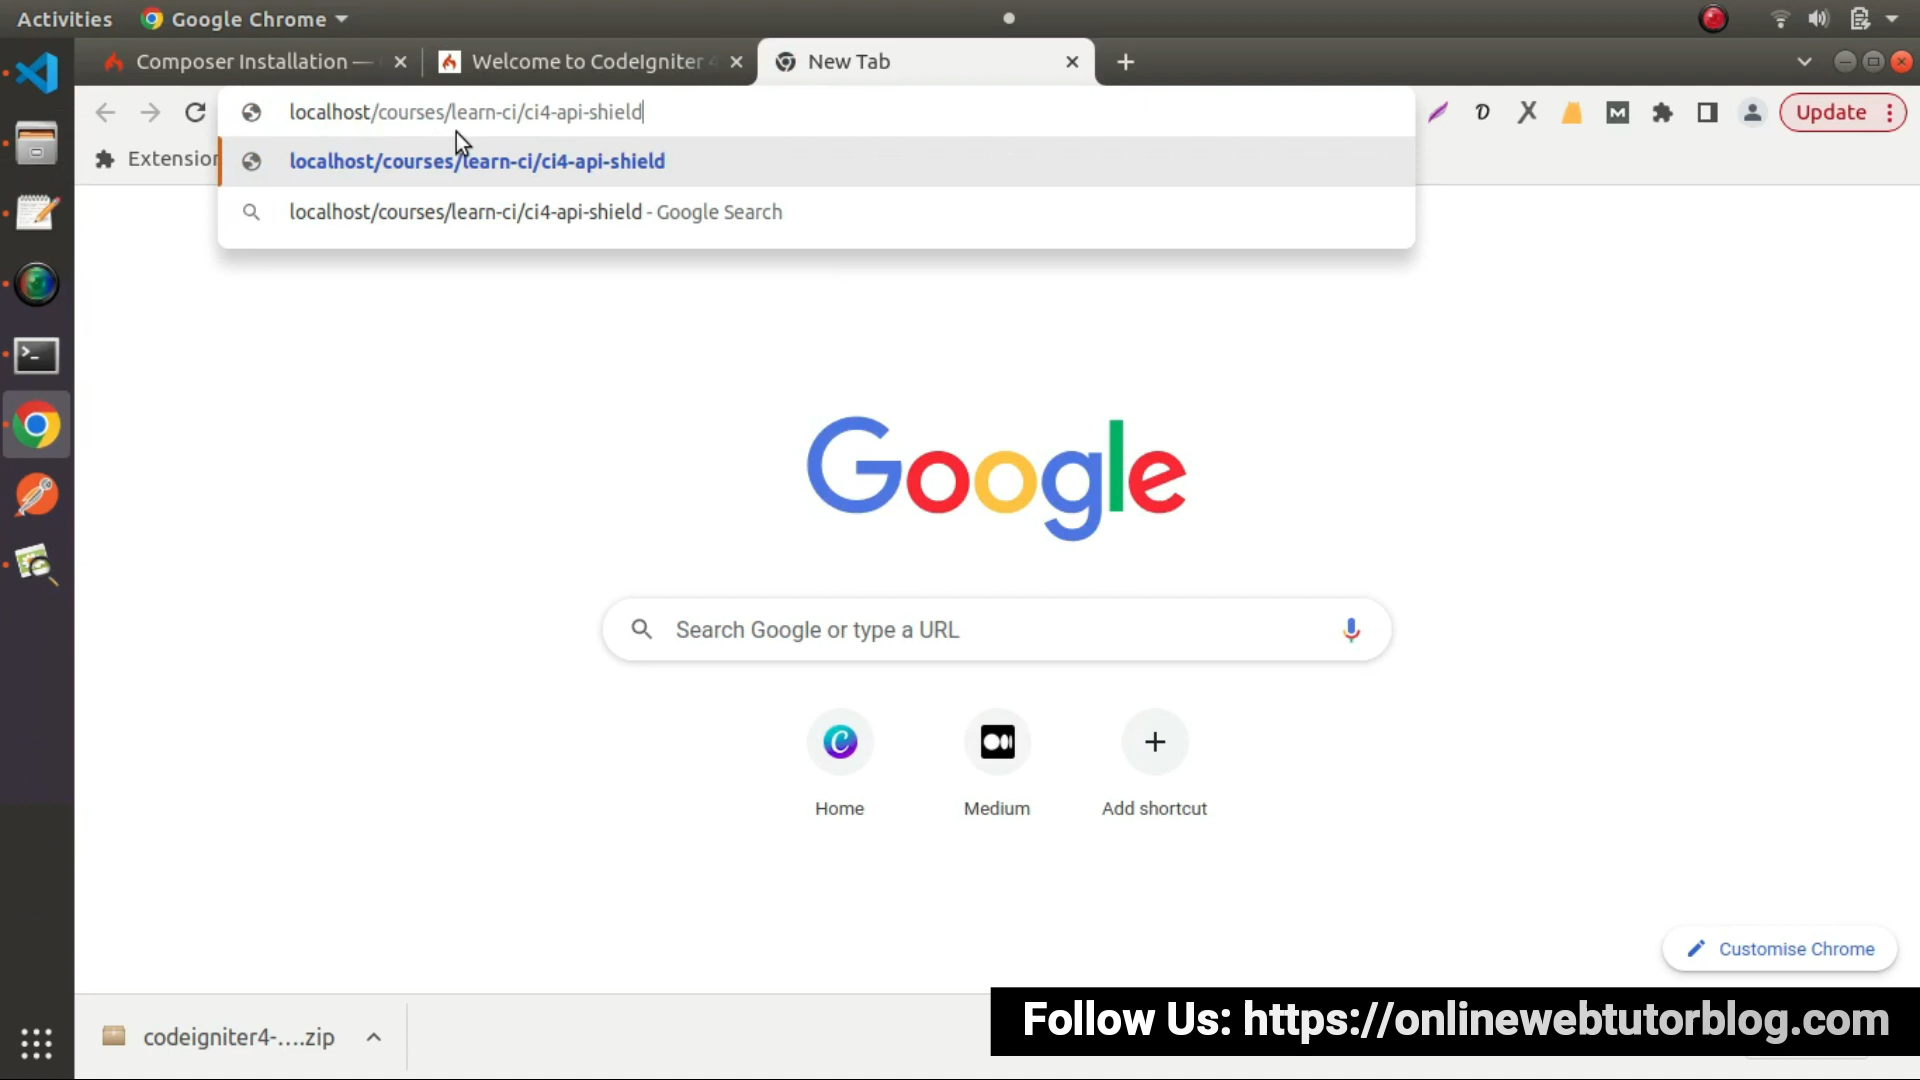 Activities
Google Chrome
Composer Installation —
Welcome to CodeIgniter 4
New Tab
localhost/courses/learn-ci/ci4-api-shield
Update
Extension
localhost/courses/learn-ci/ci4-api-shield
localhost/courses/learn-ci/ci4-api-shield - Google Search
Google
Search Google or type a URL
Home
Medium
Add shortcut
Customise Chrome
codeigniter4-....zip
Follow Us: https://onlinewebtutorblog.com